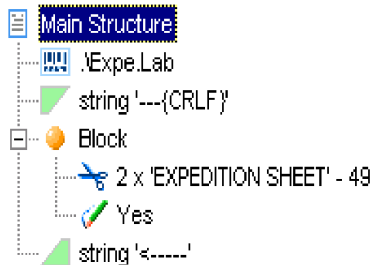 Main Structure
.\Expe.Lab
string '---{CRLF}'
Block
2 x 'EXPEDITION SHEET' - 49
Yes
string '<-----'